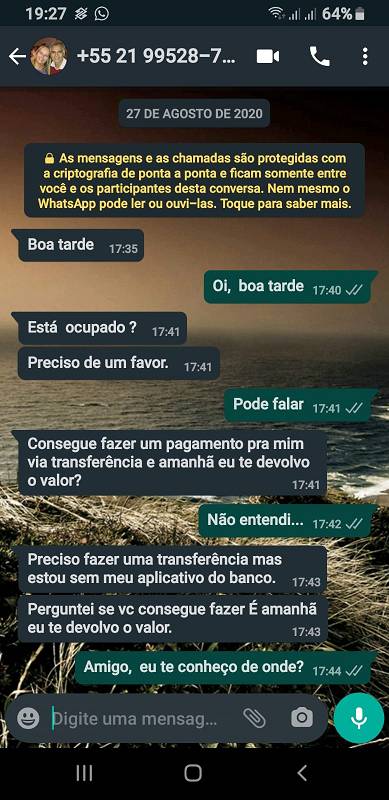 19:27 64%
+55 21 99528-7...
27 DE AGOSTO DE 2020
As mensagens e as chamadas são protegidas com
a criptografia de ponta a ponta e ficam somente entre
você e os participantes desta conversa. Nem mesmo o
WhatsApp pode ler ou ouvi-las. Toque para saber mais.
Boa tarde 17:35
Oi, boa tarde 17:40
Está ocupado ? 17:41
Preciso de um favor. 17:41
Pode falar 17:41
Consegue fazer um pagamento pra mim
via transferência e amanhã eu te devolvo
o valor? 17:41
Não entendi... 17:42
Preciso fazer uma transferência mas
estou sem meu aplicativo do banco. 17:43
Perguntei se vc consegue fazer É amanhã
eu te devolvo o valor. 17:43
Amigo, eu te conheço de onde? 17:44
Digite uma mensag...